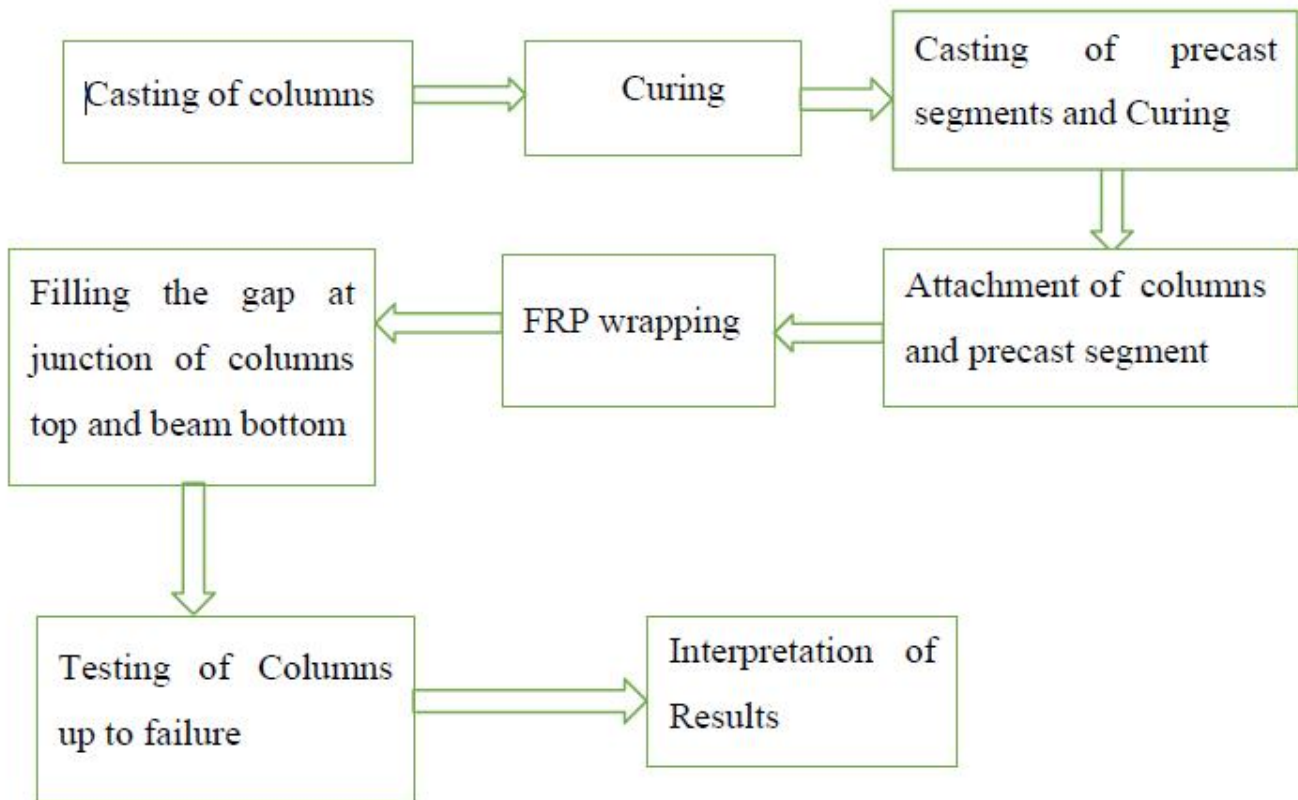 Casting of columns
Curing
Casting of precast
segments and Curing
Attachment of columns
and precast segment
FRP wrapping
Filling the gap at
junction of columns
top and beam bottom
Testing of Columns
up to failure
Interpretation of
Results